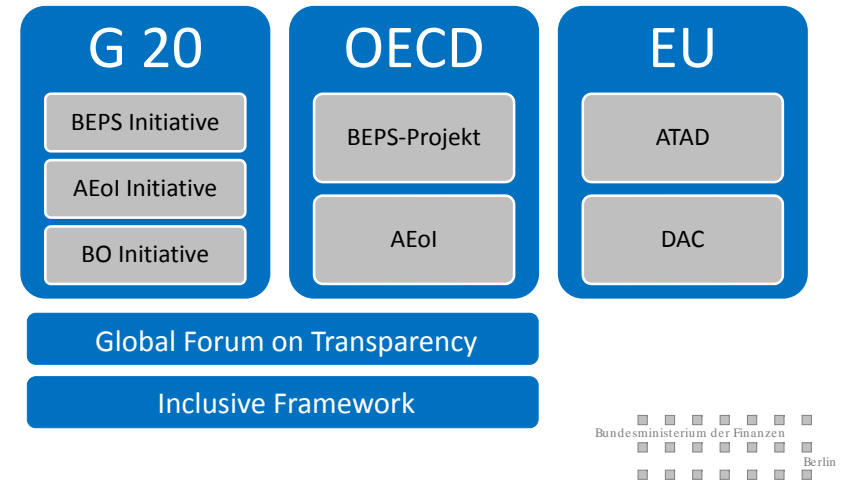 G 20
BEPS Initiative
AEoI Initiative
BO Initiative
OECD
BEPS-Projekt
AEoI
EU
ATAD
DAC
Global Forum on Transparency
Inclusive Framework
Bundesministerium der Finanzen
Berlin